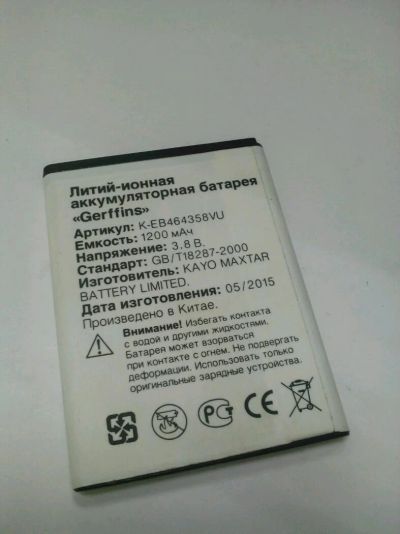 Литий-ионная
аккумуляторная батарея
«Gerffins»
Артикул: K-EB464358VU
Емкость: 1200 мАч
Напряжение: 3.8 В.
Стандарт: GB/T18287-2000
Изготовитель: KAYO MAXTAR
BATTERY LIMITED.
Дата изготовления: 05/2015
Произведено в Китае.
Внимание! Избегать контакта
с водой и другими жидкостями.
Батарея может взорваться
при контакте с огнем. Не подвергать
деформации. Использовать только
оригинальные зарядные устройства.
РСТ CE